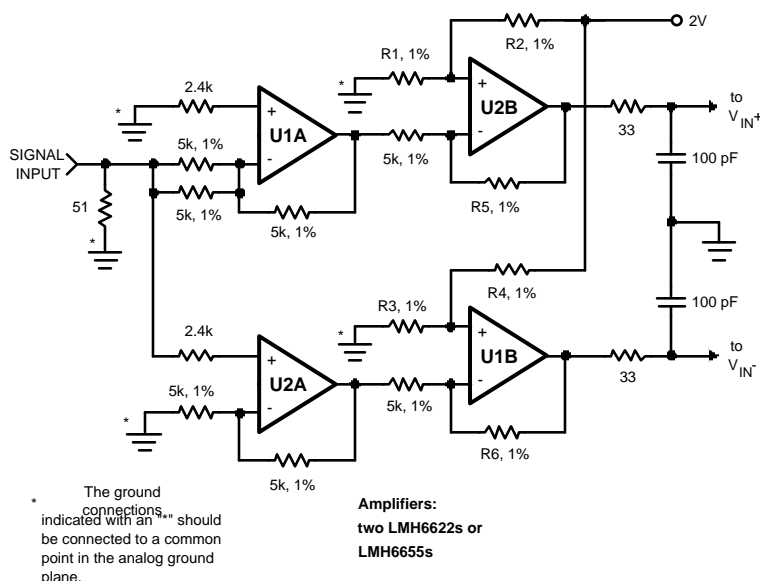 R2, 1%
2V
R1, 1%
*
2.4k
*
+
U2B
-
to
VIN+
+
U1A
-
33
SIGNAL
INPUT
5k, 1%
5k, 1%
100 pF
5k, 1%
R5, 1%
51
5k, 1%
*
R4, 1%
R3, 1%
100 pF
2.4k
*
+
U1B
-
to
VIN-
+
U2A
-
33
5k, 1%
5k, 1%
*
R6, 1%
5k, 1%
The ground
connections
* indicated with an "*" should
be connected to a common
point in the analog ground
plane.
Amplifiers:
two LMH6622s or
LMH6655s